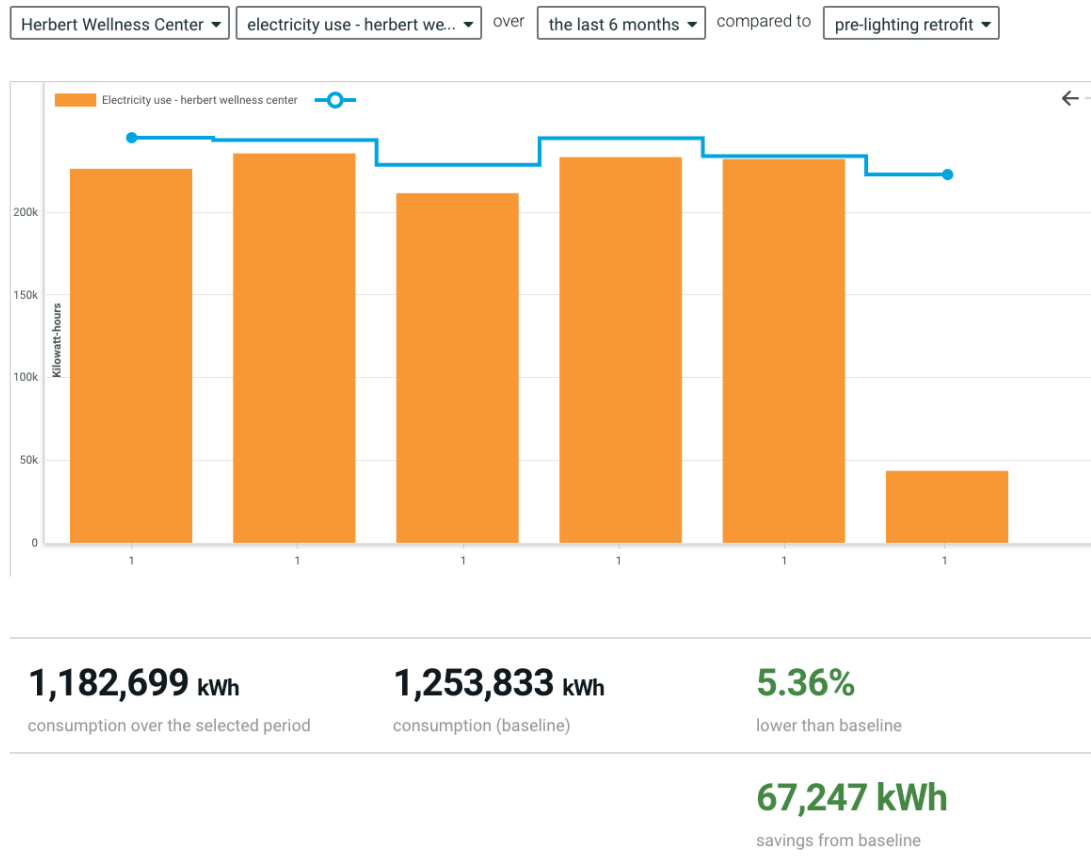 Herbert Wellness Center electricity use - herbert we... over the last 6 months compared to pre-lighting retrofit
Electricity use - herbert wellness center
200k
150k
100k
50k
0
Kilowatt-hours
1 1 1 1 1 1
1,182,699 kWh 1,253,833 kWh 5.36%
consumption over the selected period consumption (baseline) lower than baseline
67,247 kWh
savings from baseline